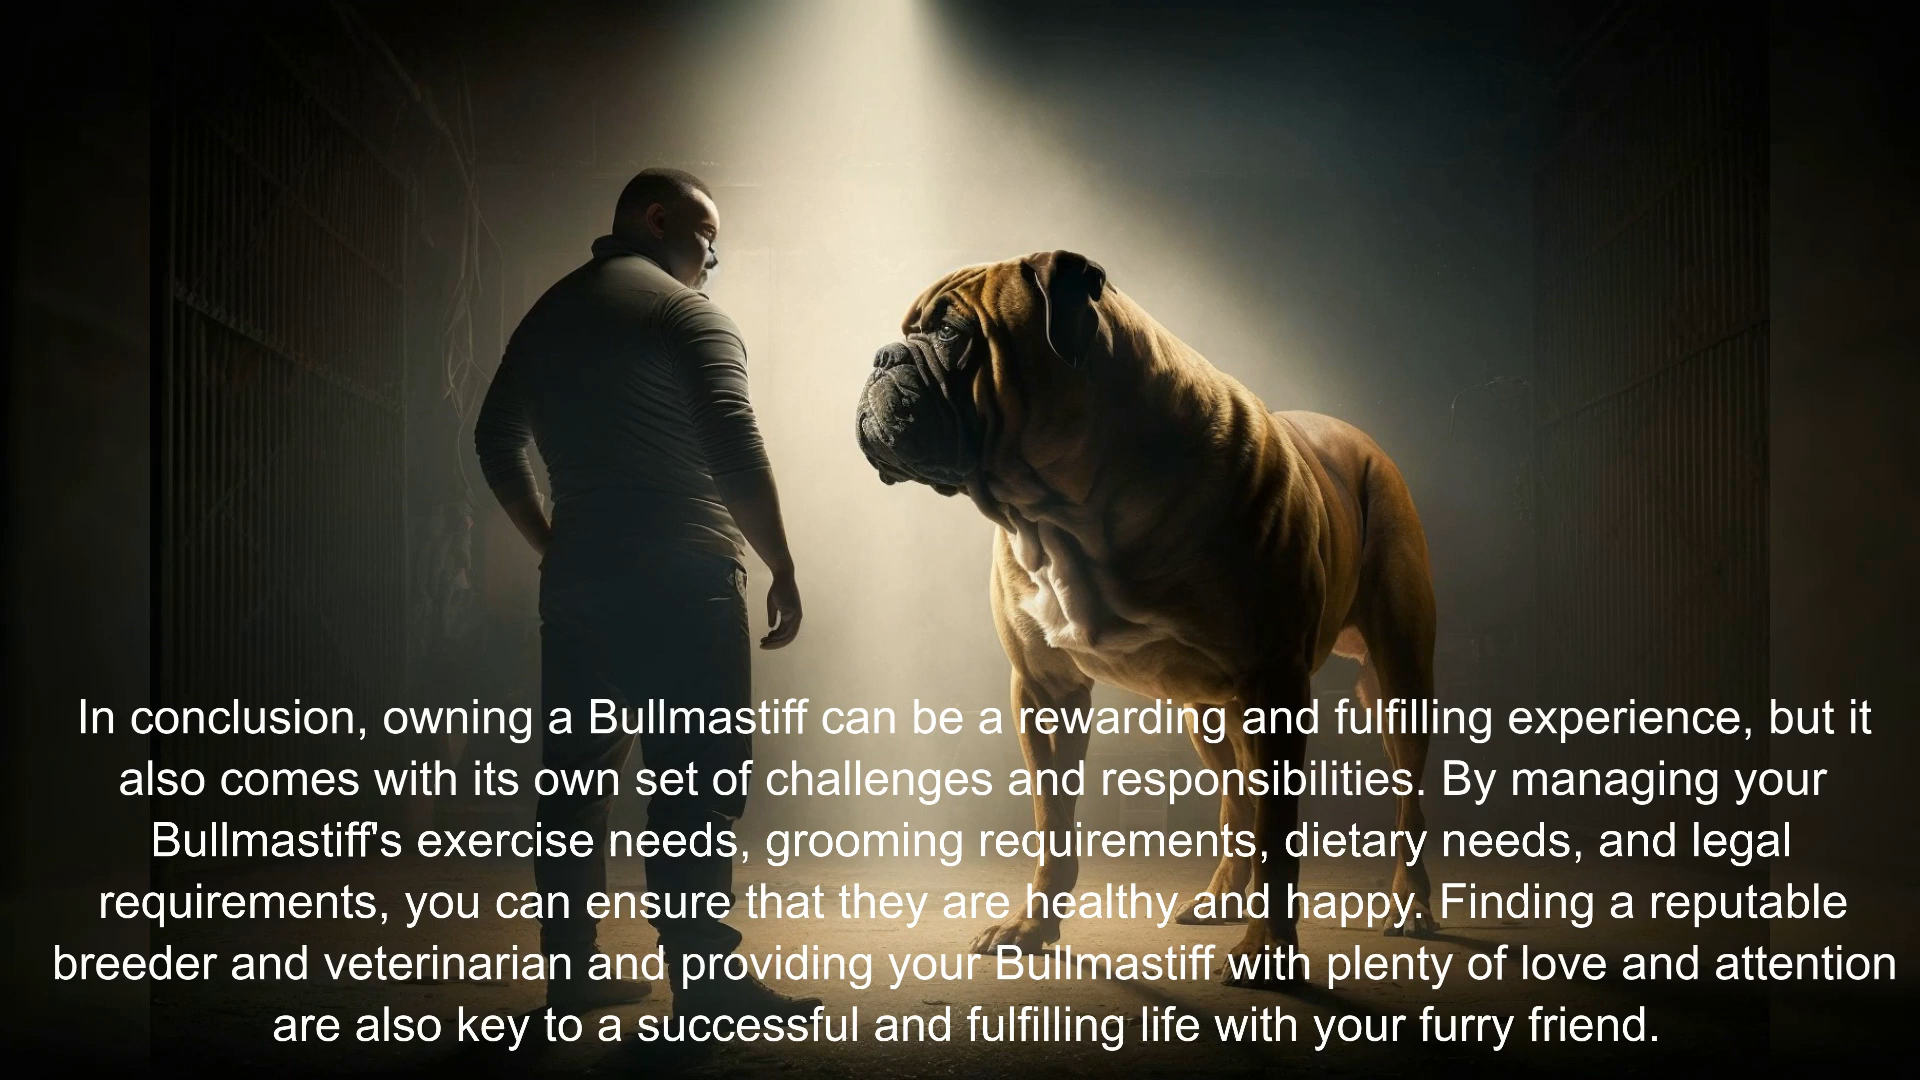 In conclusion, owning a Bullmastiff can be a rewarding and fulfilling experience, but it
also comes with its own set of challenges and responsibilities. By managing your
Bullmastiff's exercise needs, grooming requirements, dietary needs, and legal
requirements, you can ensure that they are healthy and happy. Finding a reputable
breeder and veterinarian and providing your Bullmastiff with plenty of love and attention
are also key to a successful and fulfilling life with your furry friend.